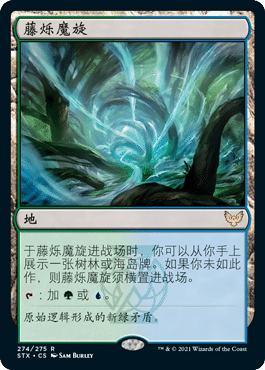 藤烁魔旋
地
于藤烁魔旋进战场时，你可以从你手上
展示一张树林或海岛牌。如果你未如此
作，则藤烁魔旋须横置进战场。
：加或。
原始逻辑形成的新绿矛盾。
274/275 R
STX • CS SAM BURLEY
™ & © 2021 Wizards of the Coast